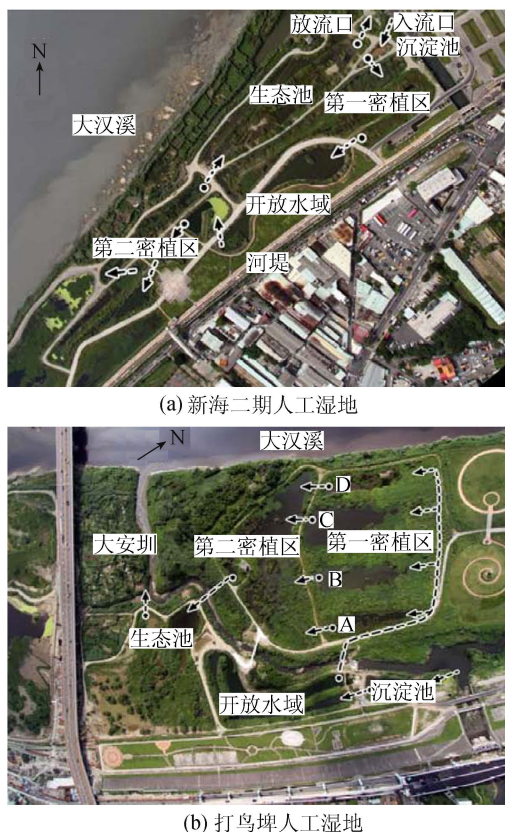 放流口 入流口
沉淀池
N
生态池
第一密植区
大汉溪
开放水域
第二密植区
河堤
(a) 新海二期人工湿地
N
大汉溪
D
C
大安圳
第二密植区
第一密植区
B
A
生态池
开放水域
沉淀池
(b) 打鸟埤人工湿地